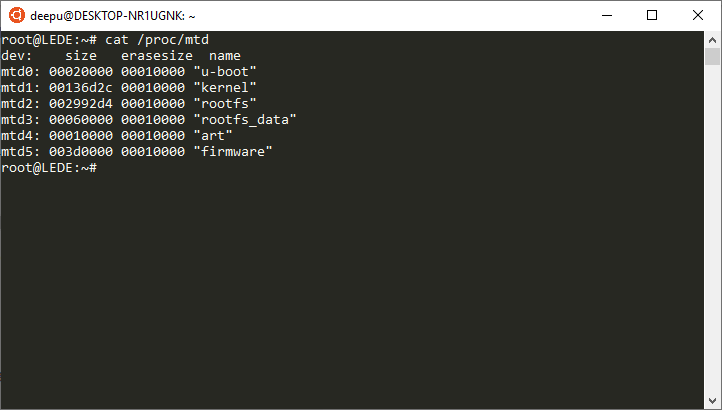 deepu@DESKTOP-NR1UGNK: ~
root@LEDE:~# cat /proc/mtd
dev:    size   erasesize  name
mtd0: 00020000 00010000 "u-boot"
mtd1: 00136d2c 00010000 "kernel"
mtd2: 002992d4 00010000 "rootfs"
mtd3: 00060000 00010000 "rootfs_data"
mtd4: 00010000 00010000 "art"
mtd5: 003d0000 00010000 "firmware"
root@LEDE:~#